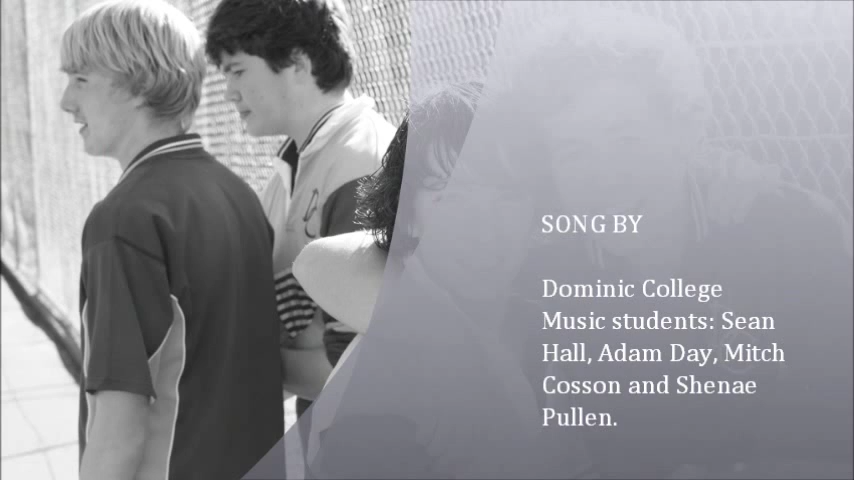 SONG BY
Dominic College
Music students: Sean
Hall, Adam Day, Mitch
Cosson and Shenae
Pullen.